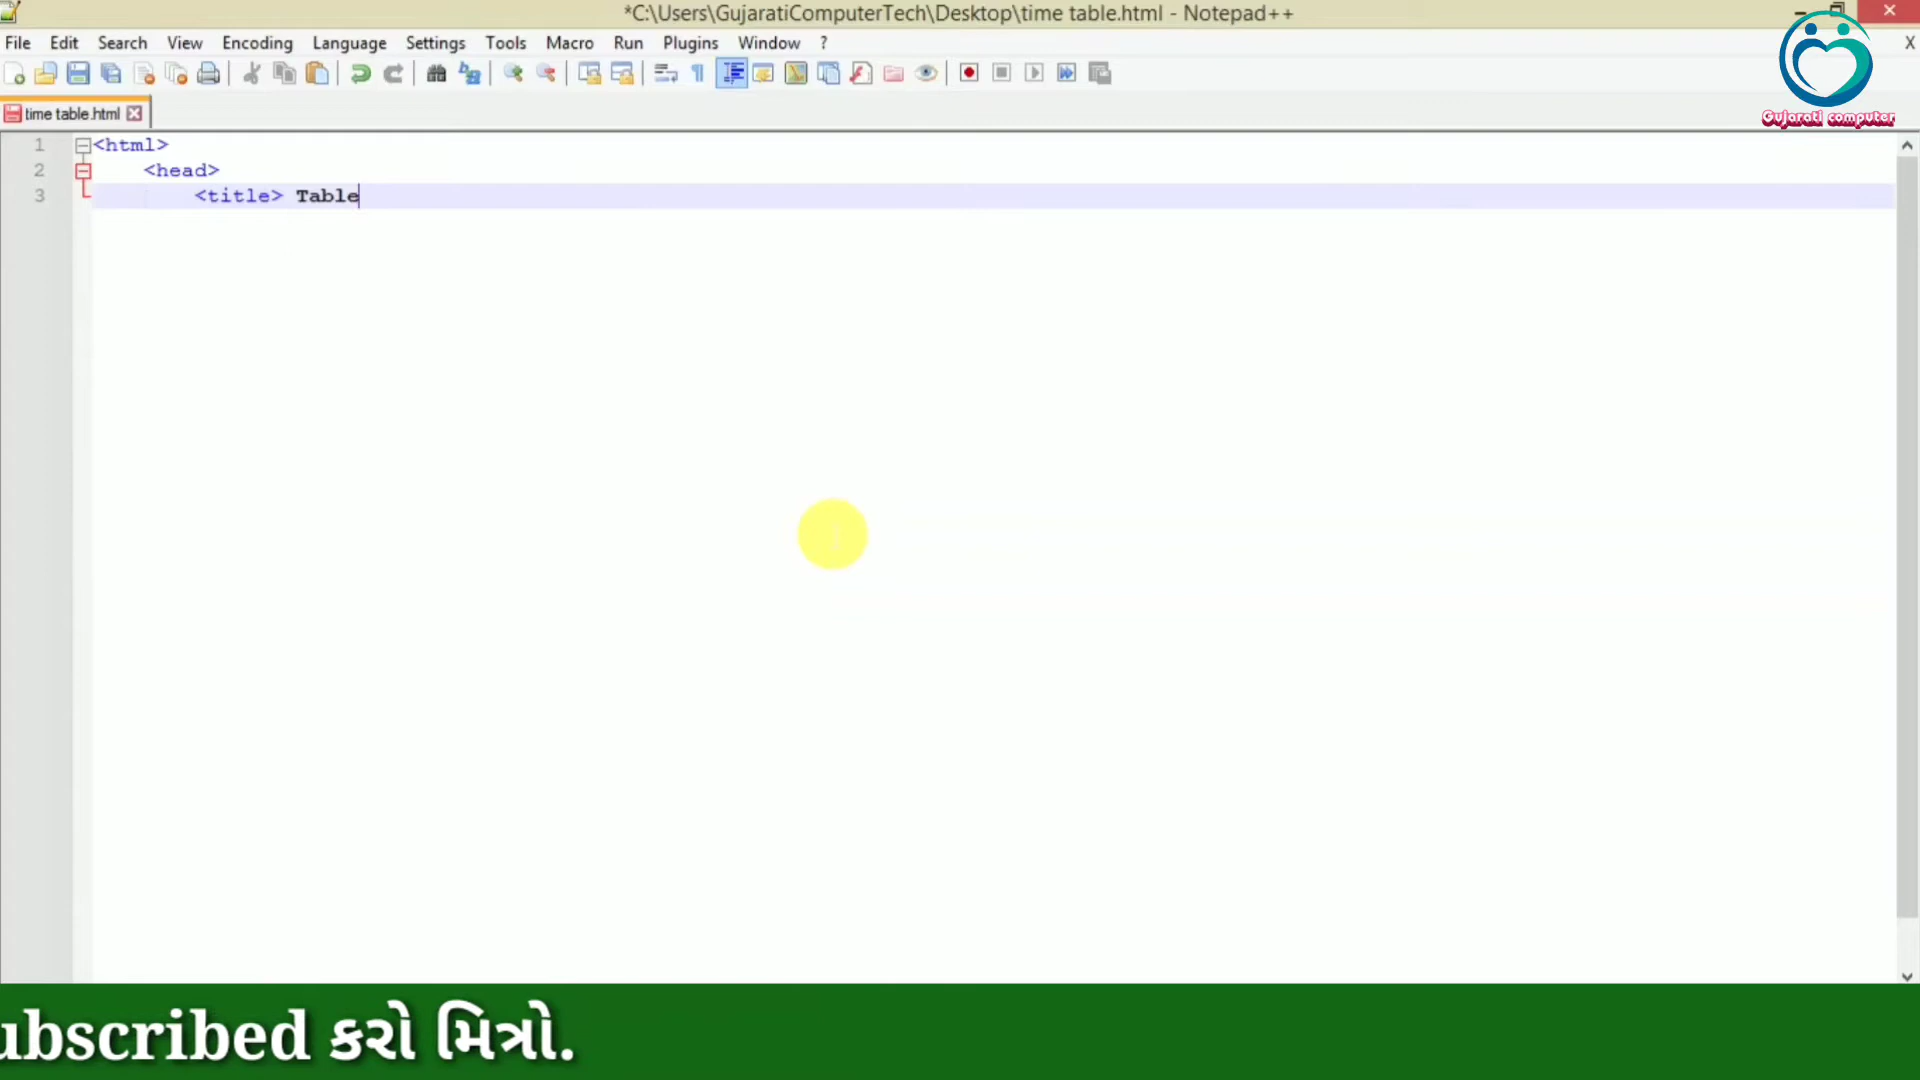 *C:\Users\GujaratiComputerTech\Desktop\time table.html - Notepad++
File Edit Search View Encoding Language Settings Tools Macro Run Plugins Window ? X
Gujarati computer
time table.html
1 <html>
2 <head>
3 <title> Table
ubscribed કરો મિત્રો.